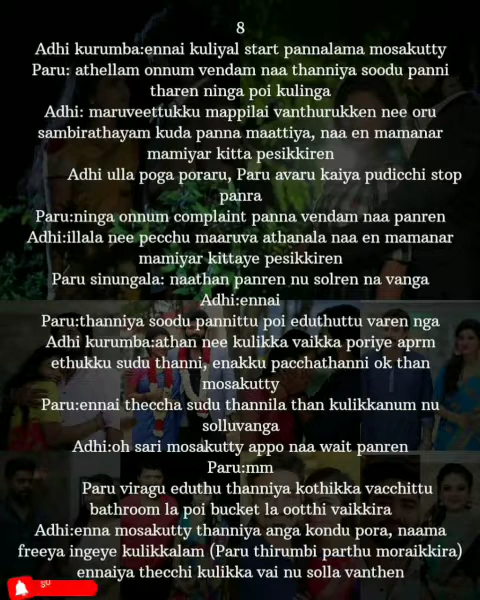 8
Adhi kurumba:ennai kuliyal start pannalama mosakutty
Paru: athellam onnum vendam naa thanniya soodu panni
tharen ninga poi kulinga
Adhi: maruveettukku mappilai vanthurukken nee oru
sambirathayam kuda panna maattiya, naa en mamanar
mamiyar kitta pesikkiren
Adhi ulla poga poraru, Paru avaru kaiya pudicchi stop
panra
Paru:ninga onnum complaint panna vendam naa panren
Adhi:illala nee pecchu maaruva athanala naa en mamanar
mamiyar kittaye pesikkiren
Paru sinungala: naathan panren nu solren na vanga
Adhi:ennai
Paru:thanniya soodu pannittu poi eduthuttu varen nga
Adhi kurumba:athan nee kulikka vaikka poriye aprm
ethukku sudu thanni, enakku pacchathanni ok than
mosakutty
Paru:ennai theccha sudu thannila than kulikkanum nu
solluvanga
Adhi:oh sari mosakutty appo naa wait panren
Paru:mm
Paru viragu eduthu thanniya kothikka vacchittu
bathroom la poi bucket la ootthi vaikkira
Adhi:enna mosakutty thanniya anga kondu pora, naama
freeya ingeye kulikkalam (Paru thirumbi parthu moraikkira)
ennaiya thecchi kulikka vai nu solla vanthen